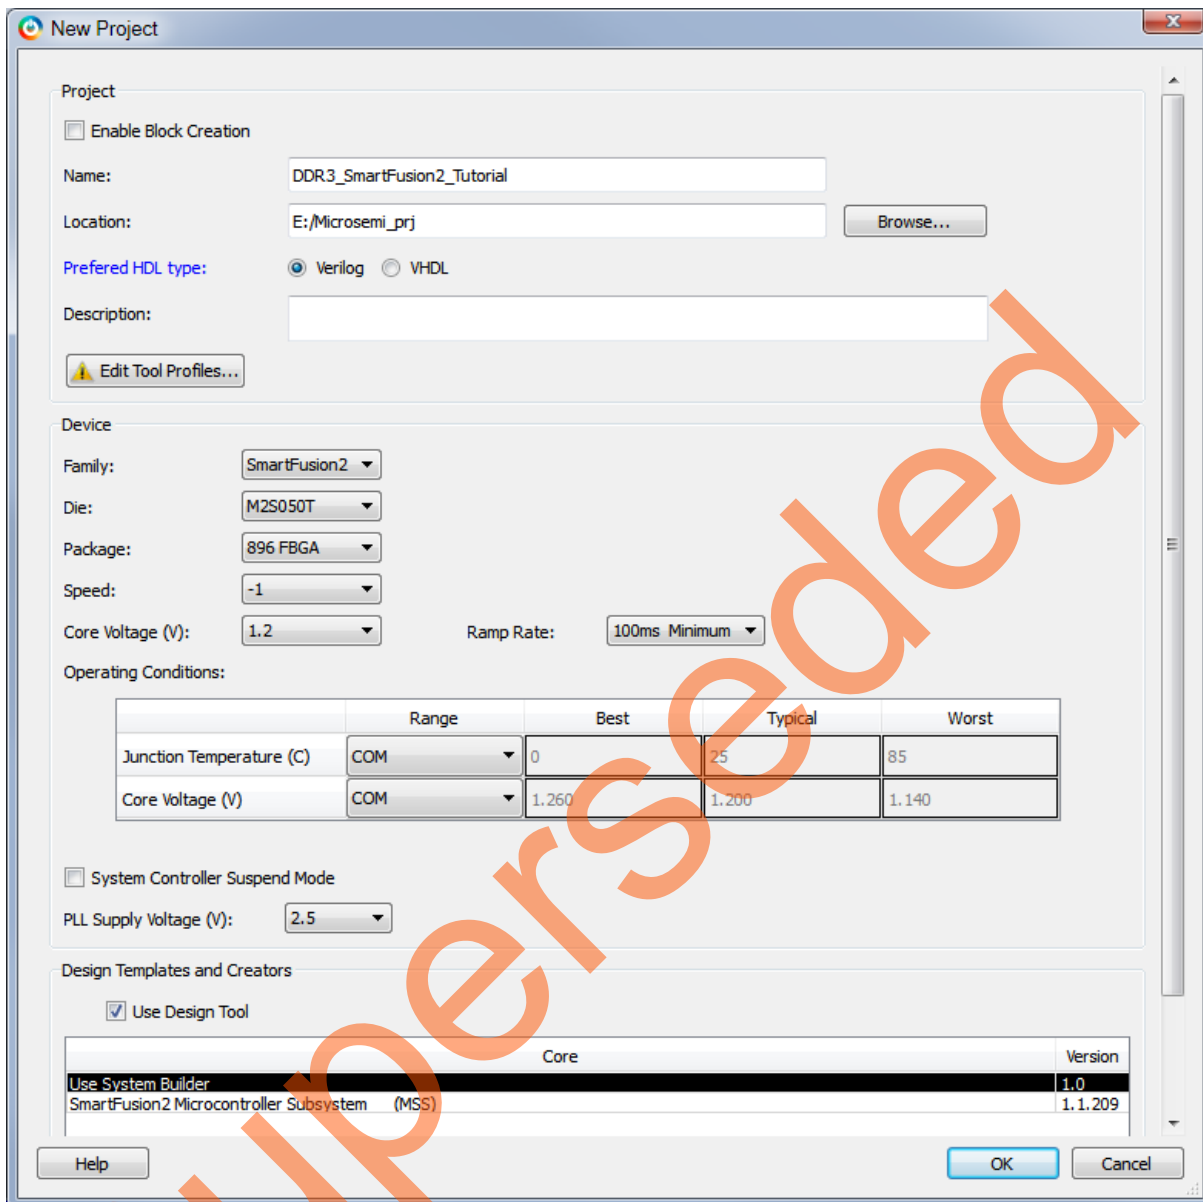 New Project
Project
Enable Block Creation
Name: DDR3_SmartFusion2_Tutorial
Location: E:/Microsemi_prj Browse...
Prefered HDL type: Verilog VHDL
Description:
Edit Tool Profiles...
Device
Family: SmartFusion2
Die: M2S050T
Package: 896 FBGA
Speed: -1
Core Voltage (V): 1.2 Ramp Rate: 100ms Minimum
Operating Conditions:
Range Best Typical Worst
Junction Temperature (C) COM 0 25 85
Core Voltage (V) COM 1.260 1.200 1.140
System Controller Suspend Mode
PLL Supply Voltage (V): 2.5
Design Templates and Creators
Use Design Tool
Core Version
Use System Builder 1.0
SmartFusion2 Microcontroller Subsystem (MSS) 1.1.209
Help OK Cancel
uperseded